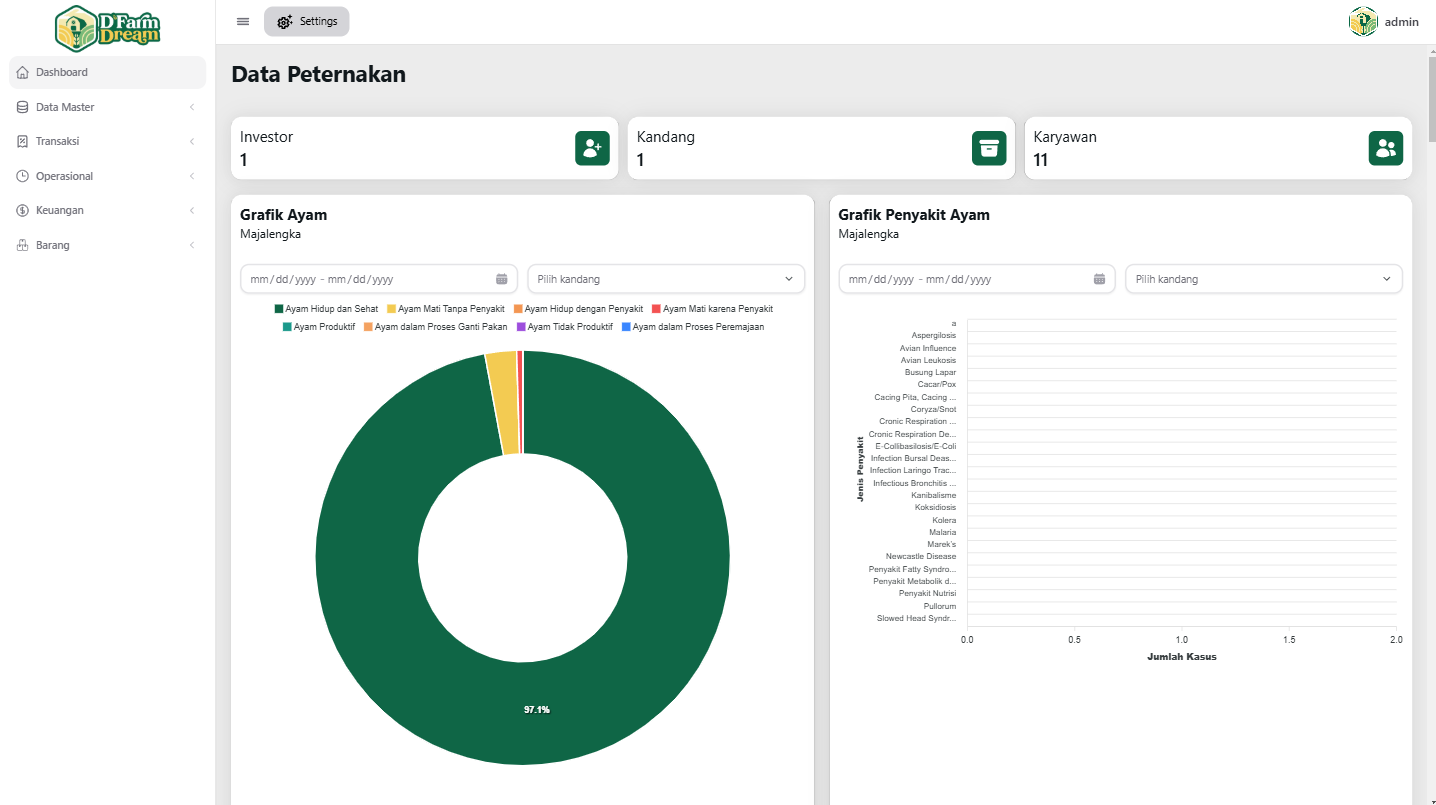 D'Farm
Dream
Settings
admin
Dashboard
Data Master
Transaksi
Operasional
Keuangan
Barang
Data Peternakan
Investor
1
Kandang
1
Karyawan
11
Grafik Ayam
Majalengka
mm/dd/yyyy - mm/dd/yyyy
Pilih kandang
Ayam Hidup dan Sehat Ayam Mati Tanpa Penyakit Ayam Hidup dengan Penyakit Ayam Mati karena Penyakit
Ayam Produktif Ayam dalam Proses Ganti Pakan Ayam Tidak Produktif Ayam dalam Proses Peremajaan
97.1%
Grafik Penyakit Ayam
Majalengka
mm/dd/yyyy - mm/dd/yyyy
Pilih kandang
Jenis Penyakit
a
Aspergilosis
Avian Influence
Avian Leukosis
Busung Lapar
Cacar/Pox
Cacing Pita, Cacing ...
Coryza/Snot
Cronic Respiration ...
Cronic Respiration De...
E-Collibasilosis/E-Coli
Infection Bursal Deas...
Infection Laringo Trac...
Infectious Bronchitis ...
Kanibalisme
Koksidiosis
Kolera
Malaria
Marek's
Newcastle Disease
Penyakit Fatty Syndro...
Penyakit Metabolik d...
Penyakit Nutrisi
Pullorum
Slowed Head Syndr...
0.0 0.5 1.0 1.5 2.0
Jumlah Kasus